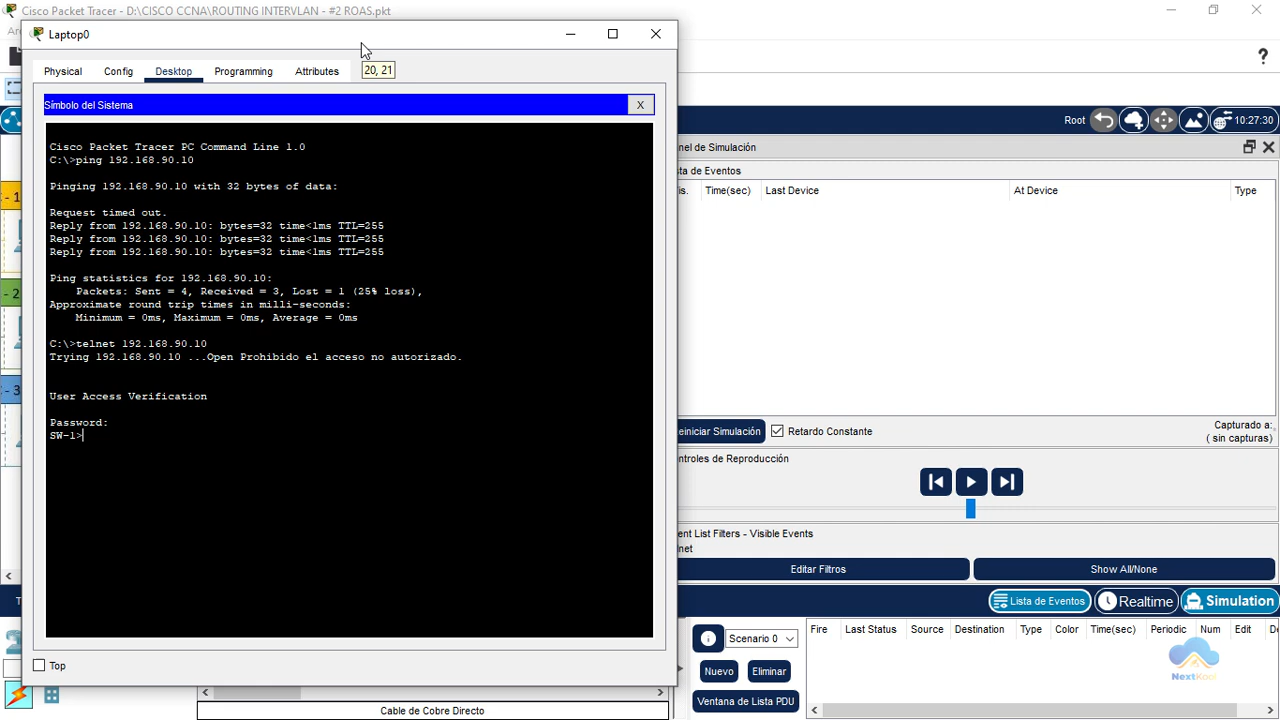 Cisco Packet Tracer - D:\CISCO CCNA\ROUTING INTERVLAN - #2 ROAS.pkt
Laptop0
Physical
Config
Desktop
Programming
Attributes
20, 21
Símbolo del Sistema
X
Cisco Packet Tracer PC Command Line 1.0
C:\>ping 192.168.90.10
Pinging 192.168.90.10 with 32 bytes of data:
Request timed out.
Reply from 192.168.90.10: bytes=32 time<1ms TTL=255
Reply from 192.168.90.10: bytes=32 time<1ms TTL=255
Reply from 192.168.90.10: bytes=32 time<1ms TTL=255
Ping statistics for 192.168.90.10:
Packets: Sent = 4, Received = 3, Lost = 1 (25% loss),
Approximate round trip times in milli-seconds:
Minimum = 0ms, Maximum = 0ms, Average = 0ms
C:\>telnet 192.168.90.10
Trying 192.168.90.10 ...Open Prohibido el acceso no autorizado.
User Access Verification
Password:
SW-1>
Top
Cable de Cobre Directo
?
Root
10:27:30
nel de Simulación
sta de Eventos
is.
Time(sec)
Last Device
At Device
Type
einiciar Simulación
Retardo Constante
Capturado a:
( sin capturas)
ntroles de Reproducción
ent List Filters - Visible Events
net
Editar Filtros
Show All/None
Lista de Eventos
Realtime
Simulation
Scenario 0
Nuevo
Eliminar
Ventana de Lista PDU
Fire
Last Status
Source
Destination
Type
Color
Time(sec)
Periodic
Num
Edit
De
NextKool
- 1
- 2
- 3
T
Ar